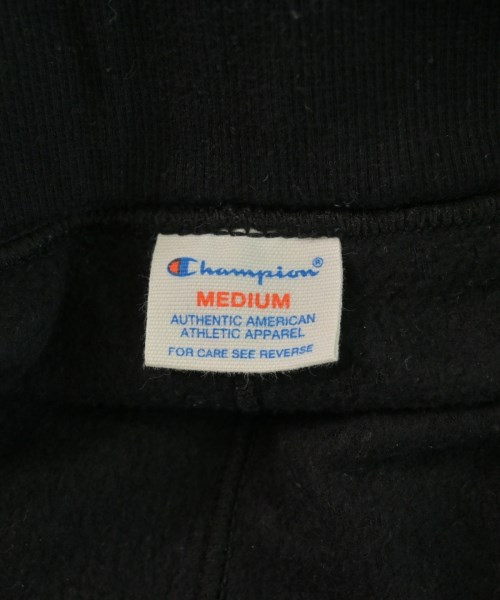 Champion®
MEDIUM
AUTHENTIC AMERICAN
ATHLETIC APPAREL
FOR CARE SEE REVERSE